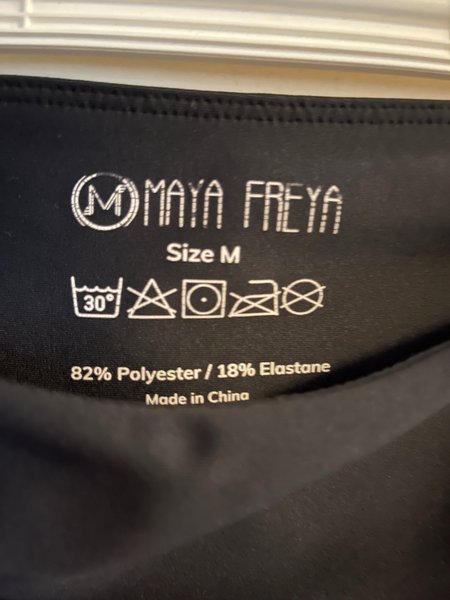 M MAYA FREYA
Size M
30°
82% Polyester / 18% Elastane
Made in China